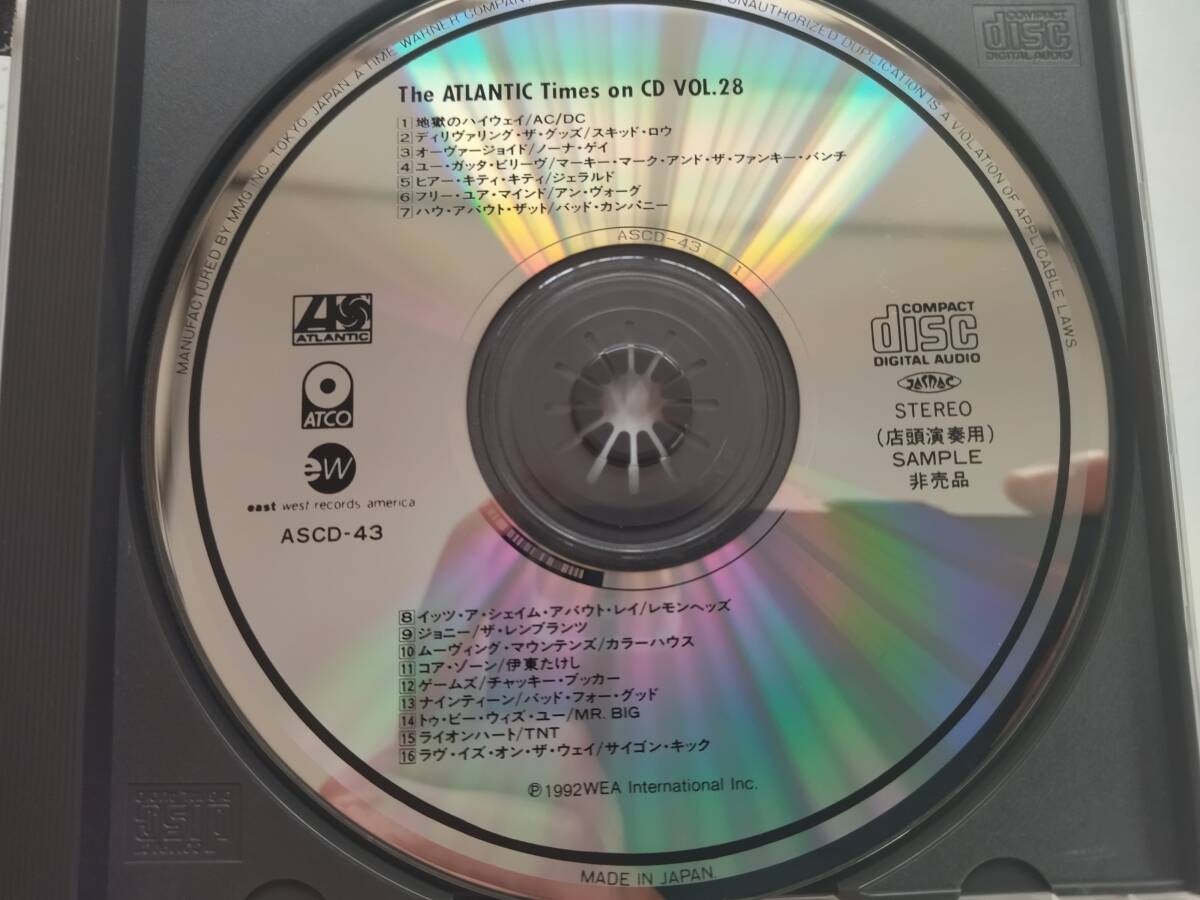 MANUFACTURED BY MMG INC., TOKYO, JAPAN. A TIME WARNER COMPANY
UNAUTHORIZED DUPLICATION IS A VIOLATION OF APPLICABLE LAWS.
COMPACT
disc
DIGITAL AUDIO
The ATLANTIC Times on CD VOL.28
1 地獄のハイウェイ/AC/DC
2 ディリヴァリング・ザ・グッズ/スキッド・ロウ
3 オーヴァージョイド/ノーナ・ゲイ
4 ユー・ガッタ・ビリーヴ/マーキー・マーク・アンド・ザ・ファンキー・バンチ
5 ヒアー・キティ・キティ/ジェラルド
6 フリー・ユア・マインド/アン・ヴォーグ
7 ハウ・アバウト・ザット/バッド・カンパニー
ASCD-43 1
ATLANTIC
ATCO
ew
east west records america
ASCD-43
COMPACT
disc
DIGITAL AUDIO
JASRAC
STEREO
(店頭演奏用)
SAMPLE
非売品
8 イッツ・ア・シェイム・アバウト・レイ/レモンヘッズ
9 ジョニー/ザ・レンブランツ
10 ムーヴィング・マウンテンズ/カラーハウス
11 コア・ゾーン/伊東たけし
12 ゲームズ/チャッキー・ブッカー
13 ナインティーン/バッド・フォー・グッド
14 トゥ・ビー・ウィズ・ユー/MR. BIG
15 ライオンハート/TNT
16 ラヴ・イズ・オン・ザ・ウェイ/サイゴン・キック
Ⓟ1992 WEA International Inc.
MADE IN JAPAN.